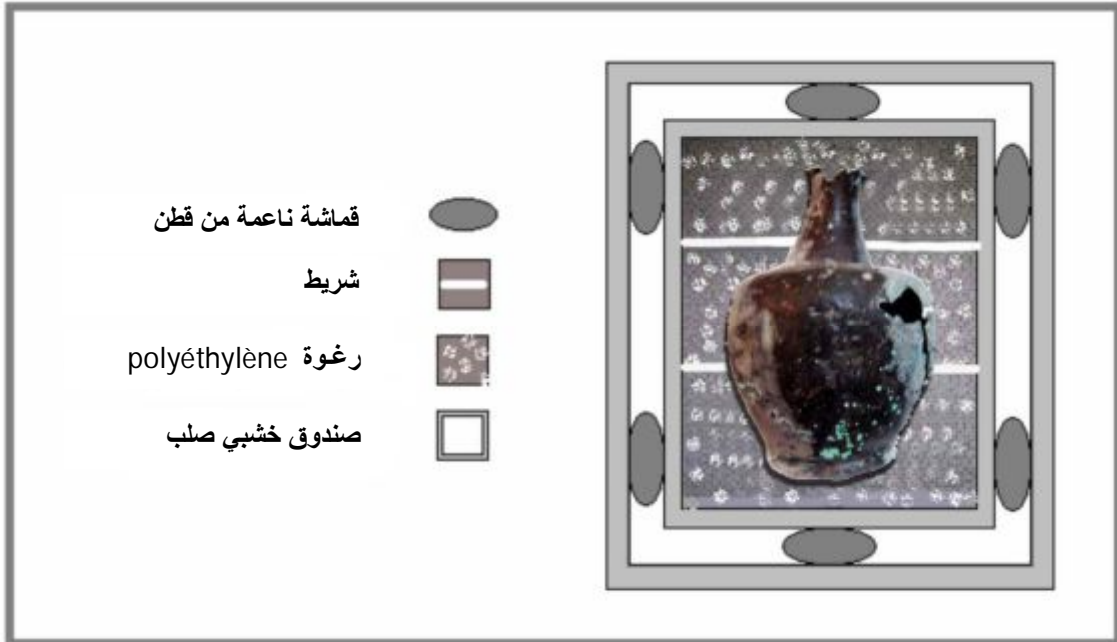 قماشة ناعمة من قطن
شريط
رغوة polyéthylène
صندوق خشبي صلب